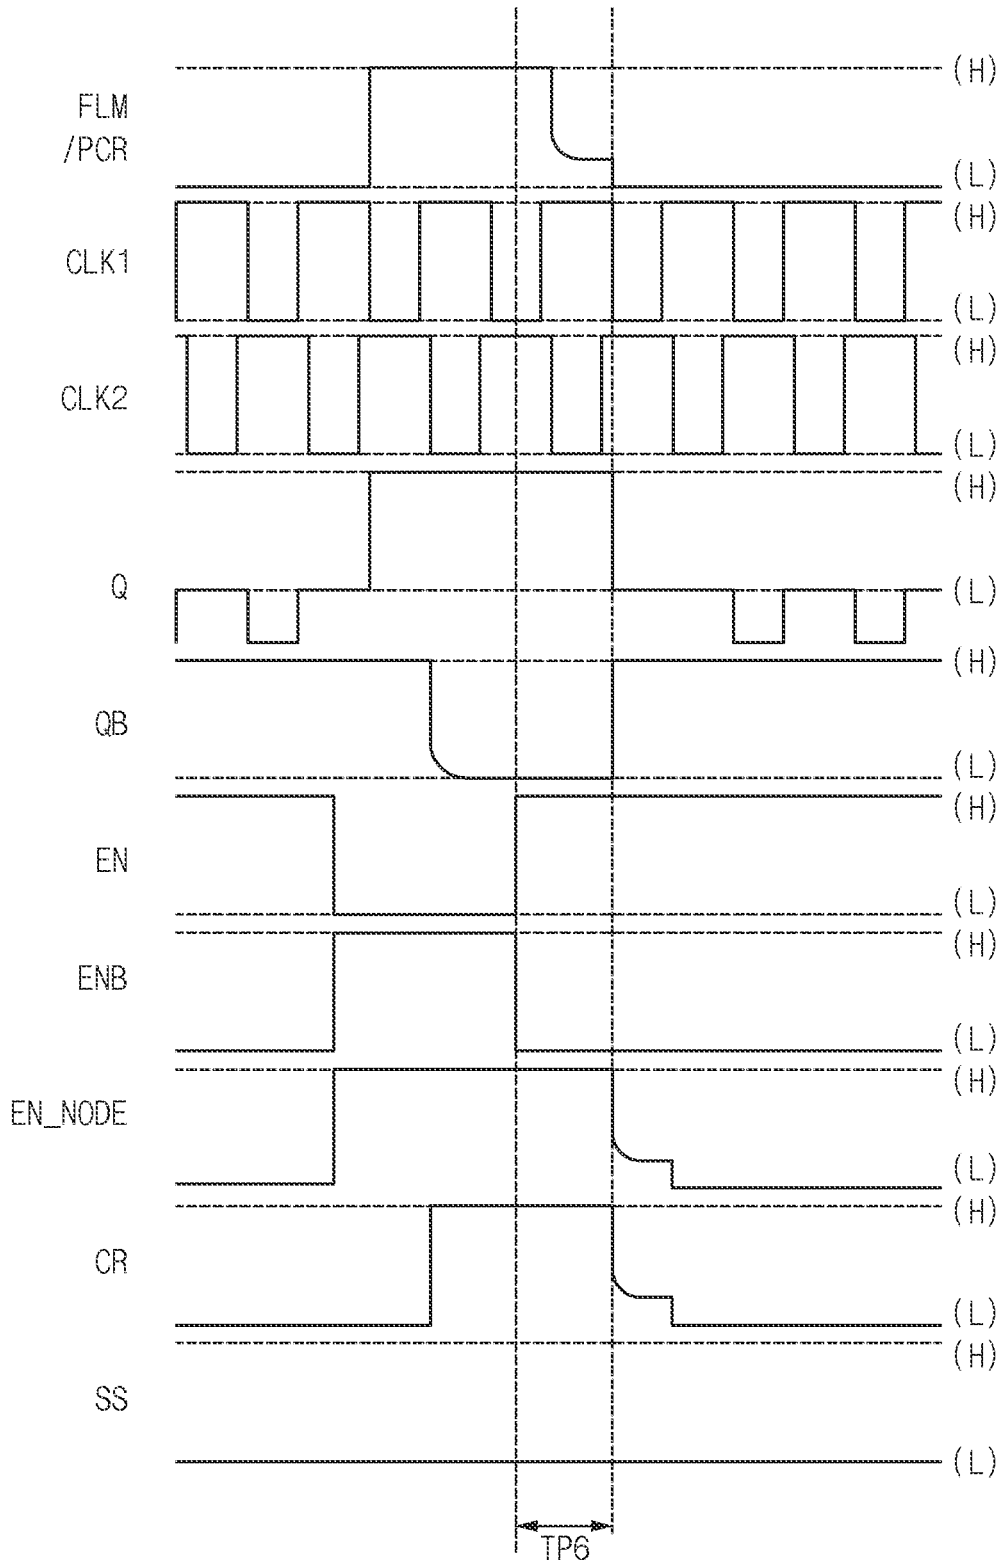 (H)
FLM
/PCR
(L)
(H)
CLK1
(L)
(H)
CLK2
(L)
(H)
Q
(L)
(H)
QB
(L)
(H)
EN
(L)
(H)
ENB
(L)
(H)
EN_NODE
(L)
(H)
CR
(L)
(H)
SS
(L)
TP6